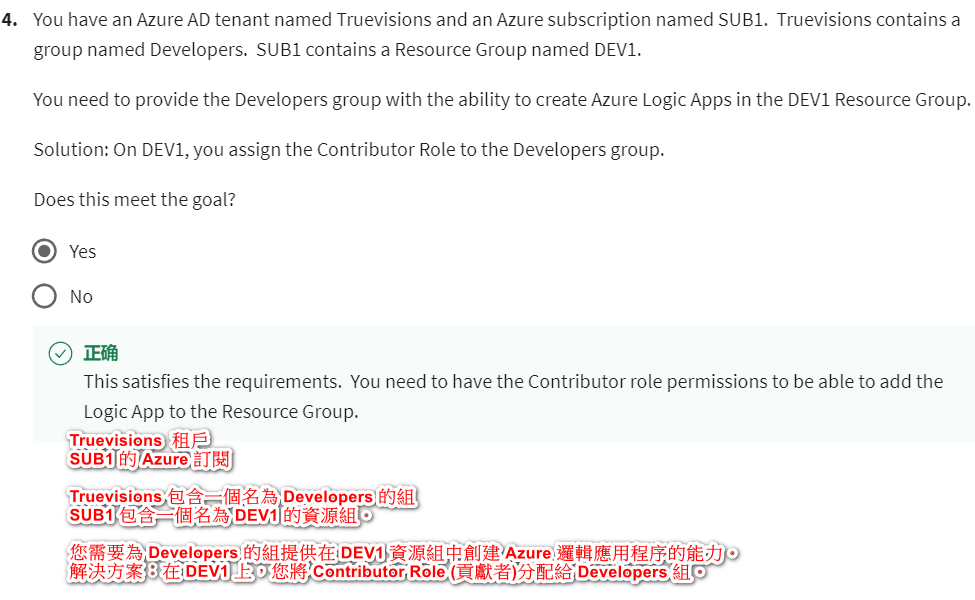 4. You have an Azure AD tenant named Truevisions and an Azure subscription named SUB1. Truevisions contains a
group named Developers. SUB1 contains a Resource Group named DEV1.
You need to provide the Developers group with the ability to create Azure Logic Apps in the DEV1 Resource Group.
Solution: On DEV1, you assign the Contributor Role to the Developers group.
Does this meet the goal?
Yes
No
正确
This satisfies the requirements. You need to have the Contributor role permissions to be able to add the
Logic App to the Resource Group.
Truevisions 租戶
SUB1 的 Azure 訂閱
Truevisions 包含一個名為 Developers 的組
SUB1 包含一個名為 DEV1 的資源組。
您需要為 Developers 的組提供在 DEV1 資源組中創建 Azure 邏輯應用程序的能力。
解決方案：在 DEV1 上，您將 Contributor Role (貢獻者)分配給 Developers 組。